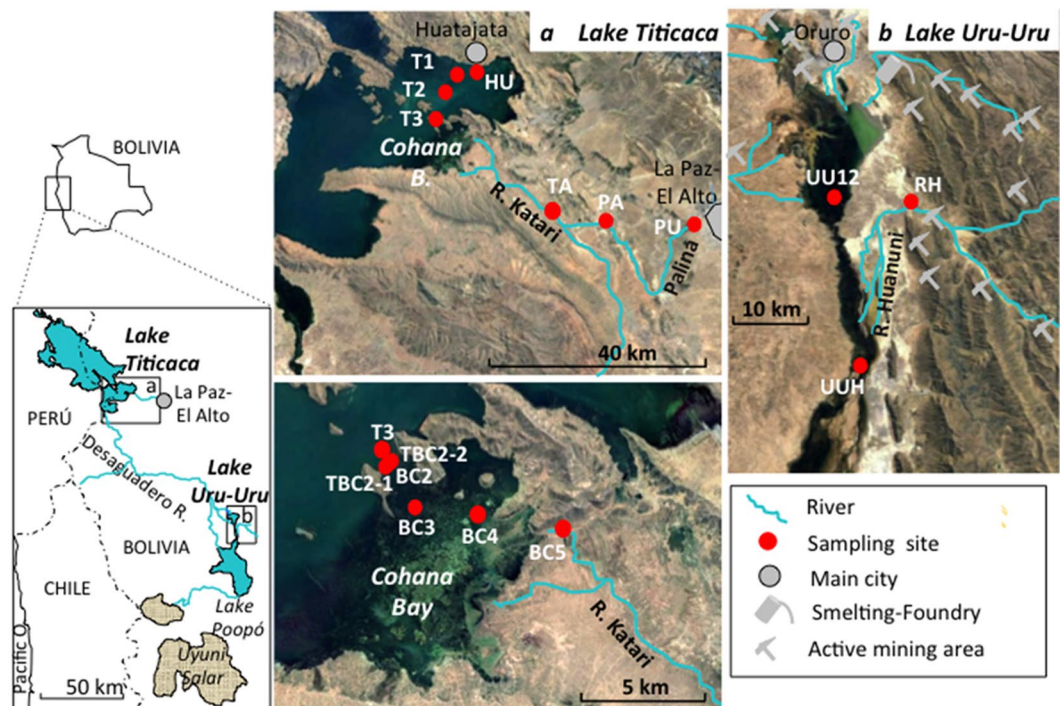 BOLIVIA
Lake
Titicaca
a
La Paz-
El Alto
PERÚ
Desaguadero R.
Lake
Uru-Uru
b
BOLIVIA
CHILE
Lake
Poopó
Uyuni
Salar
Pacific O.
50 km
a Lake Titicaca
Huatajata
T1
HU
T2
T3
Cohana
B.
R. Katari
TA
PA
La Paz-
El Alto
PU
Palina
40 km
T3
TBC2-2
BC2
TBC2-1
BC3
BC4
BC5
Cohana
Bay
R. Katari
5 km
b Lake Uru-Uru
Oruro
UU12
RH
R. Huanuni
10 km
UUH
River
Sampling site
Main city
Smelting-Foundry
Active mining area